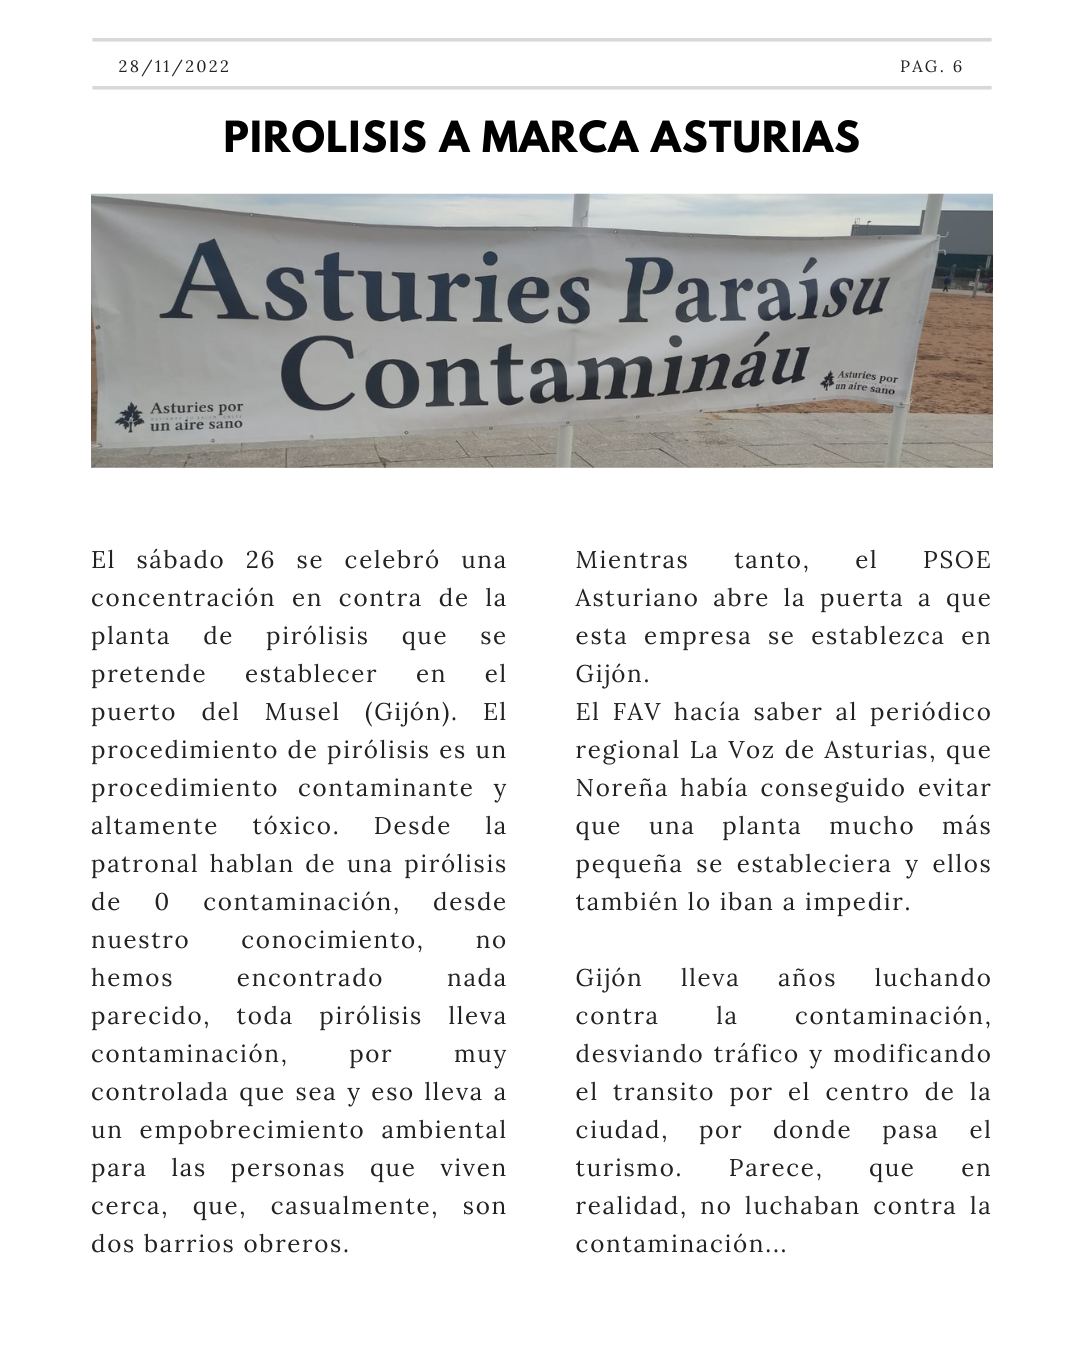 28/11/2022
PAG. 6
PIROLISIS A MARCA ASTURIAS
Asturies Paraísu
Contamináu
Asturies por
un aire sano
Asturies por
un aire sano
El sábado 26 se celebró una
concentración en contra de la
planta de pirólisis que se
pretende establecer en el
puerto del Musel (Gijón). El
procedimiento de pirólisis es un
procedimiento contaminante y
altamente tóxico. Desde la
patronal hablan de una pirólisis
de 0 contaminación, desde
nuestro conocimiento, no
hemos encontrado nada
parecido, toda pirólisis lleva
contaminación, por muy
controlada que sea y eso lleva a
un empobrecimiento ambiental
para las personas que viven
cerca, que, casualmente, son
dos barrios obreros.
Mientras tanto, el PSOE
Asturiano abre la puerta a que
esta empresa se establezca en
Gijón.
El FAV hacía saber al periódico
regional La Voz de Asturias, que
Noreña había conseguido evitar
que una planta mucho más
pequeña se estableciera y ellos
también lo iban a impedir.
Gijón lleva años luchando
contra la contaminación,
desviando tráfico y modificando
el transito por el centro de la
ciudad, por donde pasa el
turismo. Parece, que en
realidad, no luchaban contra la
contaminación...